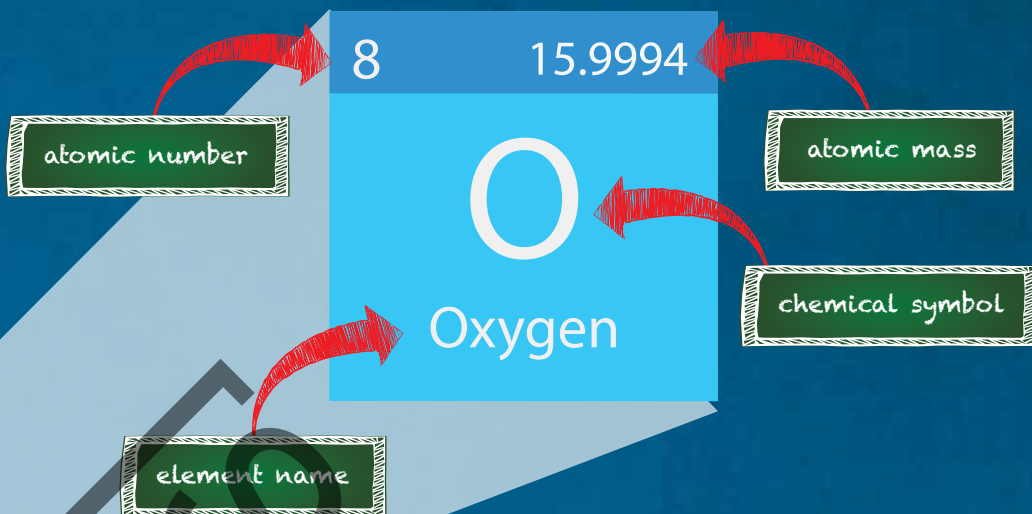 8 15.9994
atomic number
atomic mass
O
chemical symbol
Oxygen
element name